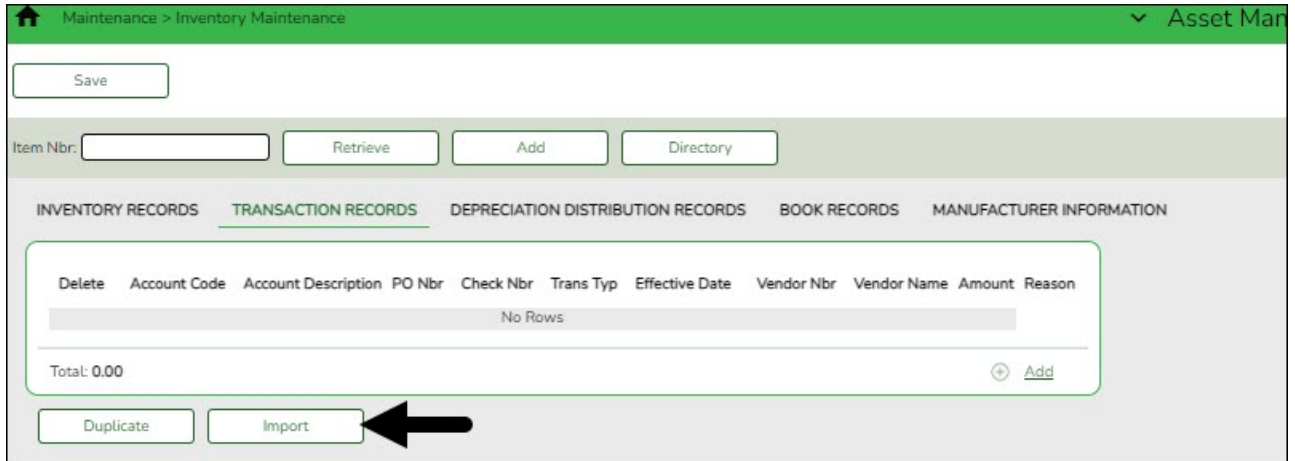 Maintenance > Inventory Maintenance Asset Man
Save
Item Nbr: Retrieve Add Directory
INVENTORY RECORDS TRANSACTION RECORDS DEPRECIATION DISTRIBUTION RECORDS BOOK RECORDS MANUFACTURER INFORMATION
Delete Account Code Account Description PO Nbr Check Nbr Trans Typ Effective Date Vendor Nbr Vendor Name Amount Reason
No Rows
Total: 0.00 Add
Duplicate Import